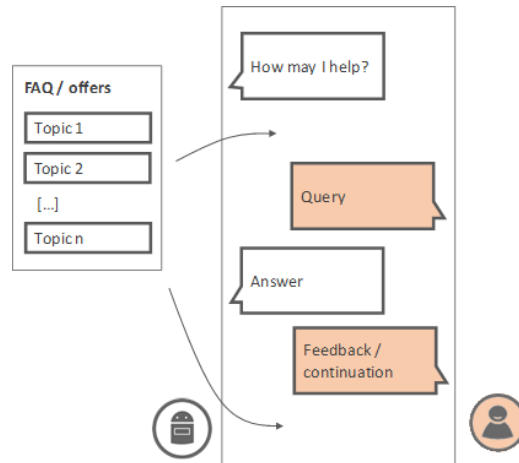 How may I help?
FAQ / offers
Topic 1
Topic 2
[...]
Topic n
Query
Answer
Feedback /
continuation